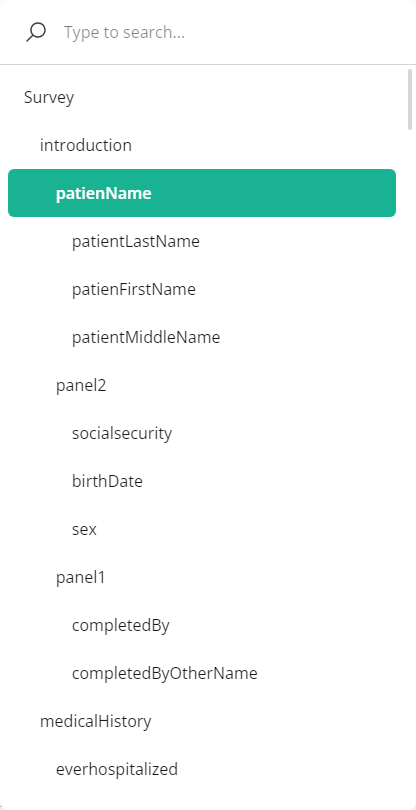 Type to search...
Survey
introduction
patienName
patientLastName
patienFirstName
patientMiddleName
panel2
socialsecurity
birthDate
sex
panel1
completedBy
completedByOtherName
medicalHistory
everhospitalized